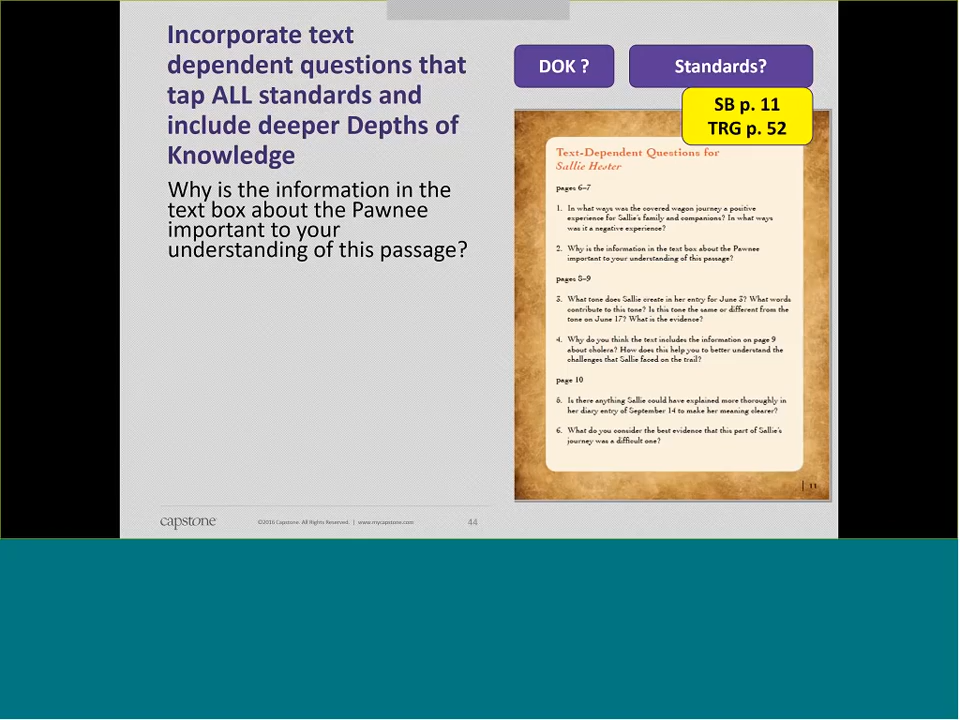 Incorporate text
dependent questions that
tap ALL standards and
include deeper Depths of
Knowledge
Why is the information in the
text box about the Pawnee
important to your
understanding of this passage?
DOK ?
Standards?
SB p. 11
TRG p. 52
Text-Dependent Questions for
Sallie Hester
pages 6–7
1. In what ways was the covered wagon journey a positive
experience for Sallie's family and companions? In what ways
was it a negative experience?
2. Why is the information in the text box about the Pawnee
important to your understanding of this passage?
pages 8–9
3. What tone does Sallie create in her entry for June 3? What words
contribute to this tone? Is this tone the same or different from the
tone on June 17? What is the evidence?
4. Why do you think the text includes the information on page 9
about cholera? How does this help you to better understand the
challenges that Sallie faced on the trail?
page 10
5. Is there anything Sallie could have explained more thoroughly in
her diary entry of September 14 to make her meaning clearer?
6. What do you consider the best evidence that this part of Sallie's
journey was a difficult one?
| 11
capstone
©2016 Capstone. All Rights Reserved. | www.mycapstone.com
44